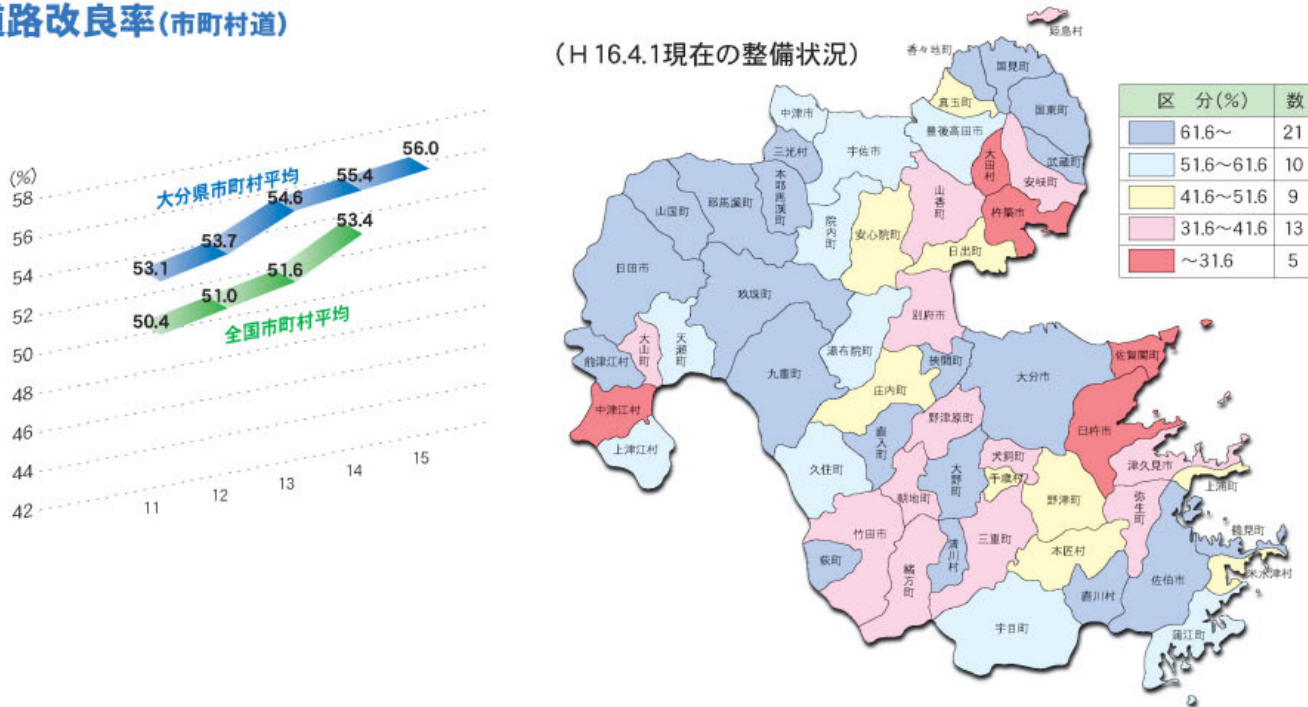 道路改良率(市町村道)
(H 16.4.1現在の整備状況)
(%)
58
56
54
52
50
48
46
44
42
11
12
13
14
15
大分県市町村平均
53.1
53.7
54.6
55.4
56.0
全国市町村平均
50.4
51.0
51.6
53.4
区 分(%) 数
61.6〜 21
51.6〜61.6 10
41.6〜51.6 9
31.6〜41.6 13
〜31.6 5
姫島村
香々地町
国見町
真玉町
国東町
中津市
豊後高田市
三光村
宇佐市
大田村
武蔵町
安岐町
本耶馬渓町
耶馬溪町
山国町
院内町
安心院町
山香町
杵築市
日出町
日田市
玖珠町
別府市
大山町
天瀬町
湯布院町
前津江村
九重町
挾間町
大分市
佐賀関町
中津江村
庄内町
野津原町
臼杵市
上津江村
直入町
久住町
大野町
犬飼町
千歳村
津久見市
上浦町
朝地町
野津町
弥生町
竹田市
清川村
三重町
本匠村
鶴見町
荻町
緒方町
佐伯市
米水津村
直川村
宇目町
蒲江町